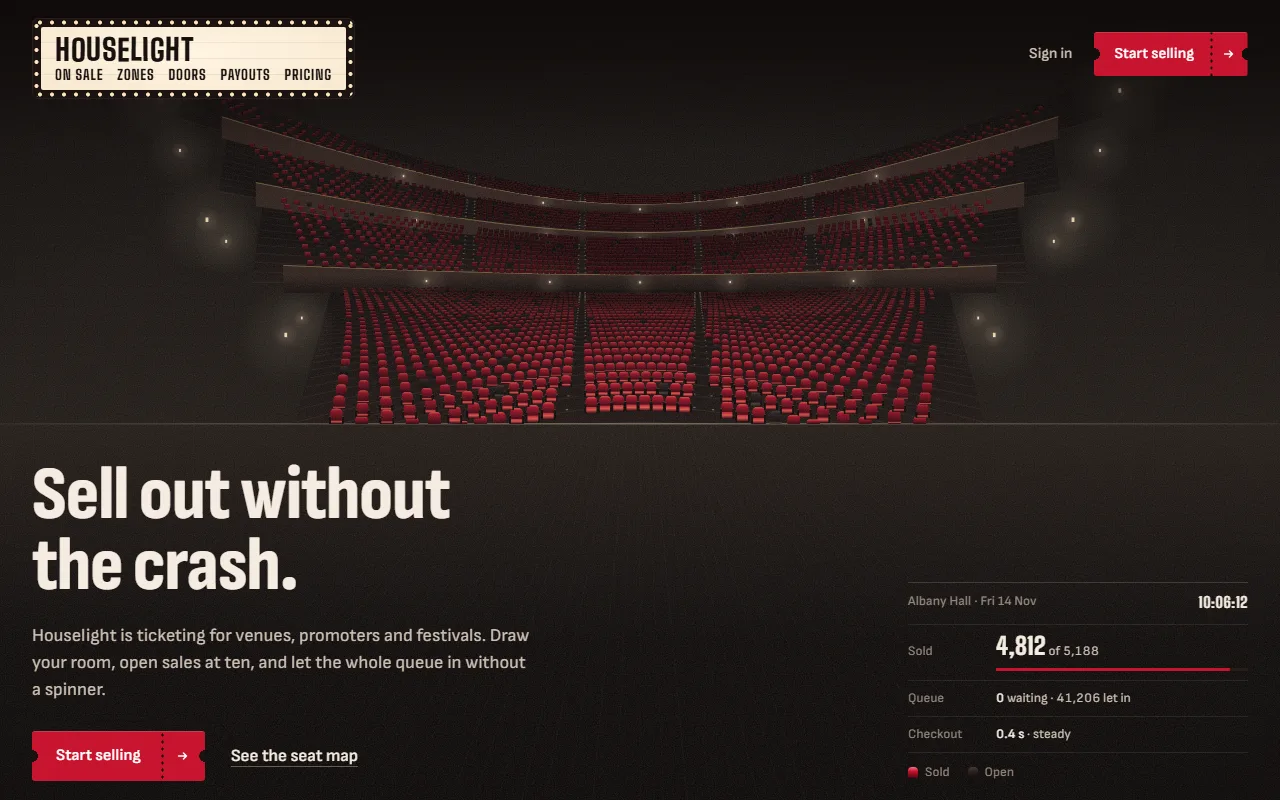 HOUSELIGHT
ON SALE ZONES DOORS PAYOUTS PRICING
Sign in
Start selling →
Sell out without
the crash.
Houselight is ticketing for venues, promoters and festivals. Draw
your room, open sales at ten, and let the whole queue in without
a spinner.
Start selling →
See the seat map
Albany Hall · Fri 14 Nov 10:06:12
Sold 4,812 of 5,188
Queue 0 waiting · 41,206 let in
Checkout 0.4 s · steady
Sold Open